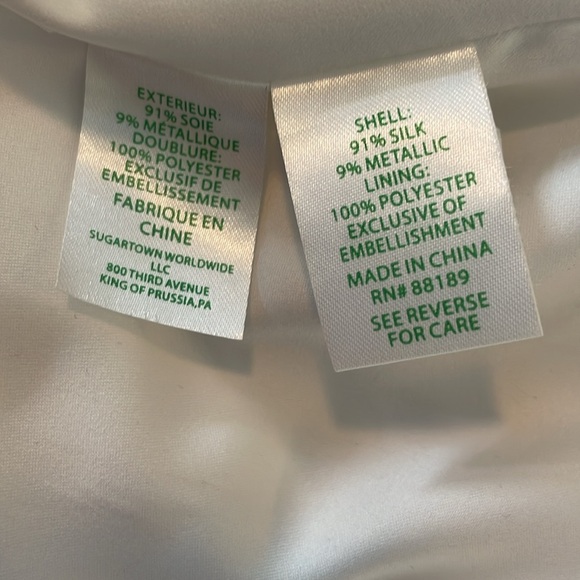 EXTERIEUR:
91% SOIE
9% MÉTALLIQUE
DOUBLURE:
100% POLYESTER
EXCLUSIF DE
EMBELLISSEMENT
FABRIQUE EN
CHINE
SUGARTOWN WORLDWIDE
LLC
800 THIRD AVENUE
KING OF PRUSSIA,PA
SHELL:
91% SILK
9% METALLIC
LINING:
100% POLYESTER
EXCLUSIVE OF
EMBELLISHMENT
MADE IN CHINA
RN# 88189
SEE REVERSE
FOR CARE